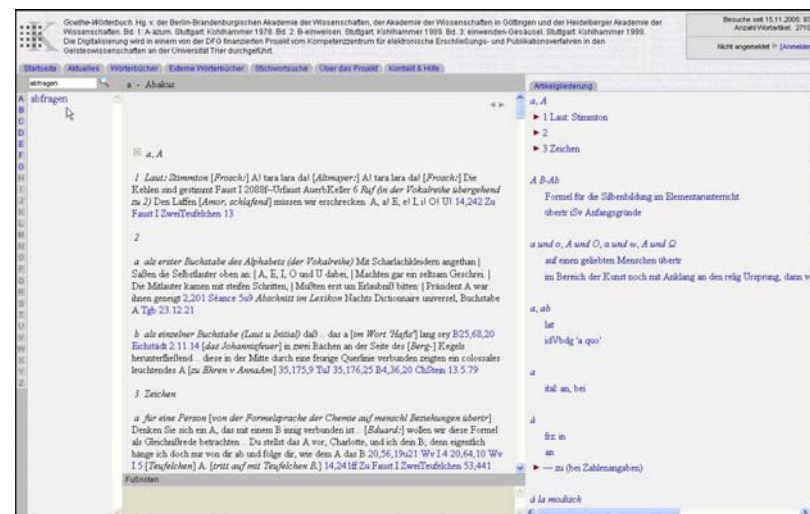 Goethe-Wörterbuch. Hg. v. der Berlin-Brandenburgischen Akademie der Wissenschaften, der Akademie der Wissenschaften in Göttingen und der Heidelberger Akademie der
Wissenschaften. Bd. 1: A-azurn. Stuttgart: Kohlhammer 1978. Bd. 2: B-einweisen. Stuttgart: Kohlhammer 1989. Bd. 3: einwenden-Gesäusel. Stuttgart: Kohlhammer 1999.
Die Digitalisierung wird in einem von der DFG finanzierten Projekt vom Kompetenzzentrum für elektronische Erschließungs- und Publikationsverfahren in den
Geisteswissenschaften an der Universität Trier durchgeführt.
Besuche seit 15.11.2005: 93
Anzahl Wortartikel: 2710
Nicht angemeldet [Anmelden
Startseite Aktuelles Wörterbücher Externe Wörterbücher Stichwortsuche Über das Projekt Kontakt & Hilfe
abfragen
a - Abakus
Artikelgliederung
abfragen
A
B
C
D
E
F
G
H
I
J
K
L
M
N
O
P
Q
R
S
T
U
V
W
X
Y
Z
a, A
1 Laut: Stimmton [Frosch:] A! tara lara da! [Altmayer:] A! tara lara da! [Frosch:] Die
Kehlen sind gestimmt Faust I 2088f~Urfaust AuerbKeller 6 Ruf (in der Vokalreihe übergehend
zu 2) Den Laffen [Amor, schlafend] müssen wir erschrecken. A, a! E, e! I, i! O! U! 14,242 Zu
Faust I ZweiTeufelchen 13
2
a als erster Buchstabe des Alphabets (der Vokalreihe) Mit Scharlachkleidern angethan |
Saßen die Selbstlauter oben an: | A, E, I, O und U dabei, | Machten gar ein seltsam Geschrei. |
Die Mitlauter kamen mit steifen Schritten, | Mußten erst um Erlaubniß bitten: | Präsident A war
ihnen geneigt 2,201 Séance 5u9 Abschnitt im Lexikon Nachts Dictionnaire universel, Buchstabe
A Tgb 23.12.21
b als einzelner Buchstabe (Laut u Initial) daß .. das a [im Wort 'Hafis'] lang sey B25,68,20
Eichstädt 2.11.14 [das Johannisfeuer] in zwei Bächen an der Seite des [Berg-] Kegels
herunterfließend .. diese in der Mitte durch eine feurige Querlinie verbunden zeigten ein colossales
leuchtendes A [zu Ehren v AnnaAm] 35,175,9 TuJ 35,176,25 B4,36,20 ChStein 13.5.79
3 Zeichen
a für eine Person [von der Formelsprache der Chemie auf menschl Beziehungen übertr]
Denken Sie sich ein A, das mit einem B innig verbunden ist .. [Eduard:] wollen wir diese Formel
als Gleichnißrede betrachten .. Du stellst das A vor, Charlotte, und ich dein B; denn eigentlich
hänge ich doch nur von dir ab und folge dir, wie dem A das B 20,56,19u21 Wv I 4 20,64,10 Wv
I 5 [Teufelchen] A. [tritt auf mit Teufelchen B.] 14,241ff Zu Faust I ZweiTeufelchen 53,441
Fußnoten
a, A
1 Laut: Stimmton
2
3 Zeichen
A B-Ab
Formel für die Silbenbildung im Elementarunterricht
übertr iSv Anfangsgründe
a und o, A und O, a und w, A und Ω
auf einen geliebten Menschen übertr
im Bereich der Kunst noch mit Anklang an den relig Ursprung, dann v
a, ab
lat
idVbdg 'a quo'
a
ital: an, bei
à
frz: in
an
— zu (bei Zahlenangaben)
à la modisch